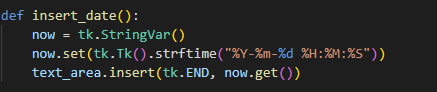 def insert_date():
    now = tk.StringVar()
    now.set(tk.Tk().strftime("%Y-%m-%d %H:%M:%S"))
    text_area.insert(tk.END, now.get())